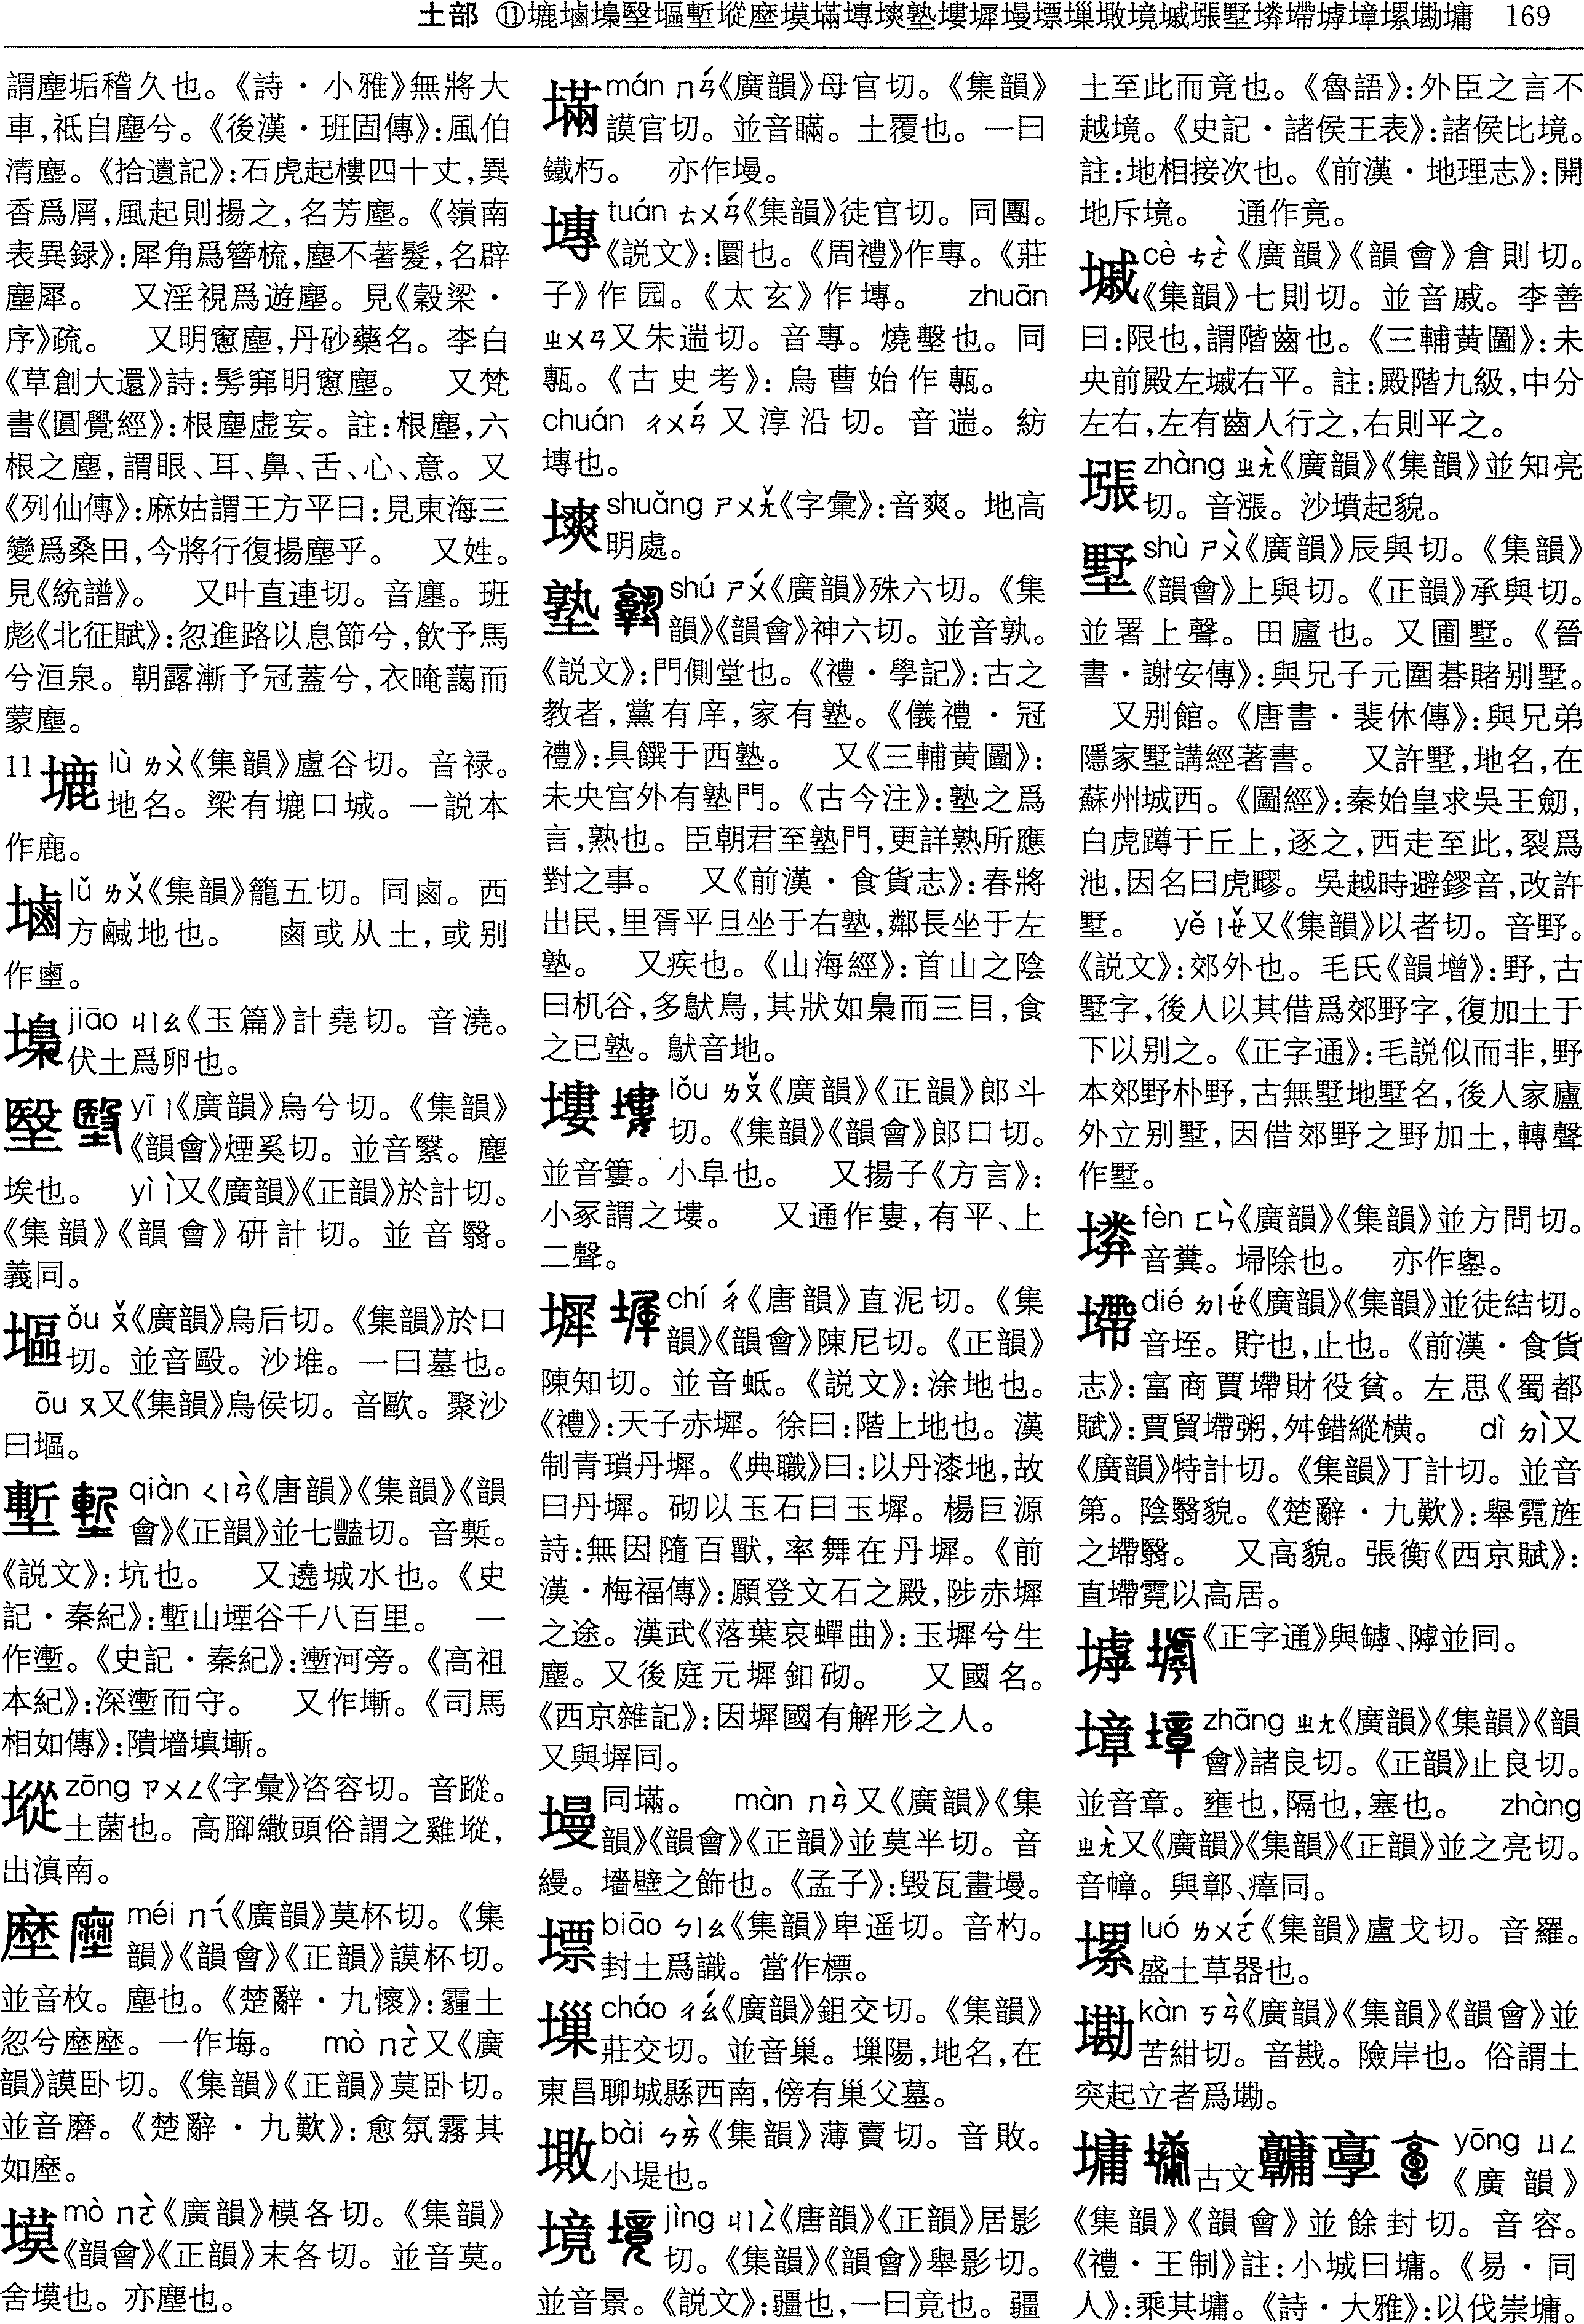 土部 ⑪塶塷墝墍塸塹塳塺塻𡑱塼塽塾塿墀墁墂墲墩境墄墇墅墳墆墟墇墛墈墉 169
謂塵垢稽久也。《詩·小雅》無將大
車,祗自塵兮。《後漢·班固傳》:風伯
清塵。《拾遺記》:石虎起樓四十丈,異
香爲屑,風起則揚之,名芳塵。《嶺南
表異録》:犀角爲簪梳,塵不著髮,名辟
塵犀。 又淫視爲遊塵。見《穀梁·
序》疏。 又明窻塵,丹砂藥名。李白
《草創大還》詩:髣㣯明窻塵。 又梵
書《圓覺經》:根塵虚妄。註:根塵,六
根之塵,謂眼、耳、鼻、舌、心、意。又
《列仙傳》:麻姑謂王方平曰:見東海三
變爲桑田,今將行復揚塵乎。 又姓。
見《統譜》。 又叶直連切。音廛。班
彪《北征賦》:忽進路以息節兮,飲予馬
兮洹泉。朝露漸予冠蓋兮,衣晻藹而
蒙塵。
11 塶 lù ㄌㄨˋ《集韻》盧谷切。音禄。
地名。梁有塶口城。一説本
作鹿。
塷 lǔ ㄌㄨˇ《集韻》籠五切。同鹵。西
方鹹地也。 鹵或从土,或别
作㙤。
jiāo ㄐㄧㄠ《玉篇》計堯切。音澆。
伏土爲卵也。
堅 yī ㄧ《廣韻》烏兮切。《集韻》
《韻會》煙奚切。並音繄。塵
埃也。 yì ㄧˋ又《廣韻》《正韻》於計切。
《集韻》《韻會》研計切。並音翳。
義同。
塸 ǒu ㄡˇ《廣韻》烏后切。《集韻》於口
切。並音毆。沙堆。一曰墓也。
ōu ㄡ又《集韻》烏侯切。音歐。聚沙
曰塸。
塹 qiàn ㄑㄧㄢˋ《唐韻》《集韻》《韻
會》《正韻》並七豔切。音槧。
《説文》:坑也。 又遶城水也。《史
記·秦紀》:塹山堙谷千八百里。 一
作壍。《史記·秦紀》:壍河旁。《高祖
本紀》:深壍而守。 又作塹。《司馬
相如傳》:隤墻填塹。
zōng ㄗㄨㄥ《字彙》咨容切。音蹤。
土菌也。高腳繖頭俗謂之雞㙡,
出滇南。
塺 méi ㄇㄟˊ《廣韻》莫杯切。《集
韻》《韻會》《正韻》謨杯切。
並音枚。塵也。《楚辭·九懷》:霾土
忽兮塺塺。一作塕。 mò ㄇㄛˋ又《廣
韻》謨卧切。《集韻》《正韻》莫卧切。
並音磨。《楚辭·九歎》:愈氛霧其
如塺。
塻 mò ㄇㄛˋ《廣韻》模各切。《集韻》
《韻會》《正韻》末各切。並音莫。
舍塻也。亦塵也。
mán ㄇㄢˊ《廣韻》母官切。《集韻》
謨官切。並音瞞。土覆也。一曰
鐵杇。 亦作墁。
塼 tuán ㄊㄨㄢˊ《集韻》徒官切。同團。
《説文》:圜也。《周禮》作專。《莊
子》作园。《太玄》作塼。 zhuān
ㄓㄨㄢ又朱遄切。音專。燒墼也。同
甎。《古史考》:烏曹始作甎。
chuán ㄔㄨㄢˊ又淳沿切。音遄。紡
塼也。
塽 shuǎng ㄕㄨㄤˇ《字彙》:音爽。地高
明處。
塾 shú ㄕㄨˊ《廣韻》殊六切。《集
韻》《韻會》神六切。並音孰。
《説文》:門側堂也。《禮·學記》:古之
教者,黨有庠,家有塾。《儀禮·冠
禮》:具饌于西塾。 又《三輔黄圖》:
未央宫外有塾門。《古今注》:塾之爲
言,熟也。臣朝君至塾門,更詳熟所應
對之事。 又《前漢·食貨志》:春將
出民,里胥平旦坐于右塾,鄰長坐于左
塾。 又疾也。《山海經》:首山之陰
曰机谷,多䳅鳥,其狀如梟而三目,食
之已塾。䳅音地。
塿 lǒu ㄌㄡˇ《廣韻》《正韻》郎斗
切。《集韻》《韻會》郎口切。
並音簍。小阜也。 又揚子《方言》:
小冢謂之塿。 又通作婁,有平、上
二聲。
墀 chí ㄔˊ《唐韻》直泥切。《集
韻》《韻會》陳尼切。《正韻》
陳知切。並音蚳。《説文》:涂地也。
《禮》:天子赤墀。徐曰:階上地也。漢
制青瑣丹墀。《典職》曰:以丹漆地,故
曰丹墀。砌以玉石曰玉墀。楊巨源
詩:無因隨百獸,率舞在丹墀。《前
漢·梅福傳》:願登文石之殿,陟赤墀
之途。漢武《落葉哀蟬曲》:玉墀兮生
塵。又後庭元墀釦砌。 又國名。
《西京雜記》:因墀國有解形之人。
又與墿同。
墁 同𡑱。 màn ㄇㄢˋ又《廣韻》《集
韻》《韻會》《正韻》並莫半切。音
縵。墻壁之飾也。《孟子》:毁瓦畫墁。
墂 biāo ㄅㄧㄠ《集韻》卑遥切。音杓。
封土爲識。當作標。
cháo ㄔㄠˊ《廣韻》鉏交切。《集韻》
莊交切。並音巢。㙮陽,地名,在
東昌聊城縣西南,傍有巢父墓。
bài ㄅㄞˋ《集韻》薄賣切。音敗。
小堤也。
境 jìng ㄐㄧㄥˋ《唐韻》《正韻》居影
切。《集韻》《韻會》舉影切。
並音景。《説文》:疆也,一曰竟也。疆
土至此而竟也。《魯語》:外臣之言不
越境。《史記·諸侯王表》:諸侯比境。
註:地相接次也。《前漢·地理志》:開
地斥境。 通作竟。
墄 cè ㄘㄜˋ《廣韻》《韻會》倉則切。
《集韻》七則切。並音戚。李善
曰:限也,謂階齒也。《三輔黄圖》:未
央前殿左墄右平。註:殿階九級,中分
左右,左有齒人行之,右則平之。
zhàng ㄓㄤˋ《廣韻》《集韻》並知亮
切。音漲。沙墳起貌。
墅 shù ㄕㄨˋ《廣韻》辰與切。《集韻》
《韻會》上與切。《正韻》承與切。
並署上聲。田廬也。又圃墅。《晉
書·謝安傳》:與兄子元圍碁賭别墅。
又别館。《唐書·裴休傳》:與兄弟
隱家墅講經著書。 又許墅,地名,在
蘇州城西。《圖經》:秦始皇求吳王劒,
白虎蹲于丘上,逐之,西走至此,裂爲
池,因名曰虎疁。吳越時避鏐音,改許
墅。 yě ㄧㄝˇ又《集韻》以者切。音野。
《説文》:郊外也。毛氏《韻增》:野,古
墅字,後人以其借爲郊野字,復加土于
下以别之。《正字通》:毛説似而非,野
本郊野朴野,古無墅地墅名,後人家廬
外立别墅,因借郊野之野加土,轉聲
作墅。
fèn ㄈㄣˋ《廣韻》《集韻》並方問切。
音糞。埽除也。 亦作㙧。
墆 dié ㄉㄧㄝˊ《廣韻》《集韻》並徒結切。
音垤。貯也,止也。《前漢·食貨
志》:富商賈墆財役貧。左思《蜀都
賦》:賈貿墆粥,舛錯縱横。 dì ㄉㄧˋ又
《廣韻》特計切。《集韻》丁計切。並音
第。陰翳貌。《楚辭·九歎》:舉霓旌
之墆翳。 又高貌。張衡《西京賦》:
直墆霓以高居。
《正字通》與罅、㙤並同。
墇 zhāng ㄓㄤ《廣韻》《集韻》《韻
會》諸良切。《正韻》止良切。
並音章。壅也,隔也,塞也。 zhàng
ㄓㄤˋ又《廣韻》《集韻》《正韻》並之亮切。
音幛。與鄣、瘴同。
luó ㄌㄨㄛˊ《集韻》盧戈切。音羅。
盛土草器也。
墈 kàn ㄎㄢˋ《廣韻》《集韻》《韻會》並
苦紺切。音戡。險岸也。俗謂土
突起立者爲墈。
墉 古文 yōng ㄩㄥ
《廣韻》
《集韻》《韻會》並餘封切。音容。
《禮·王制》註:小城曰墉。《易·同
人》:乘其墉。《詩·大雅》:以伐崇墉。